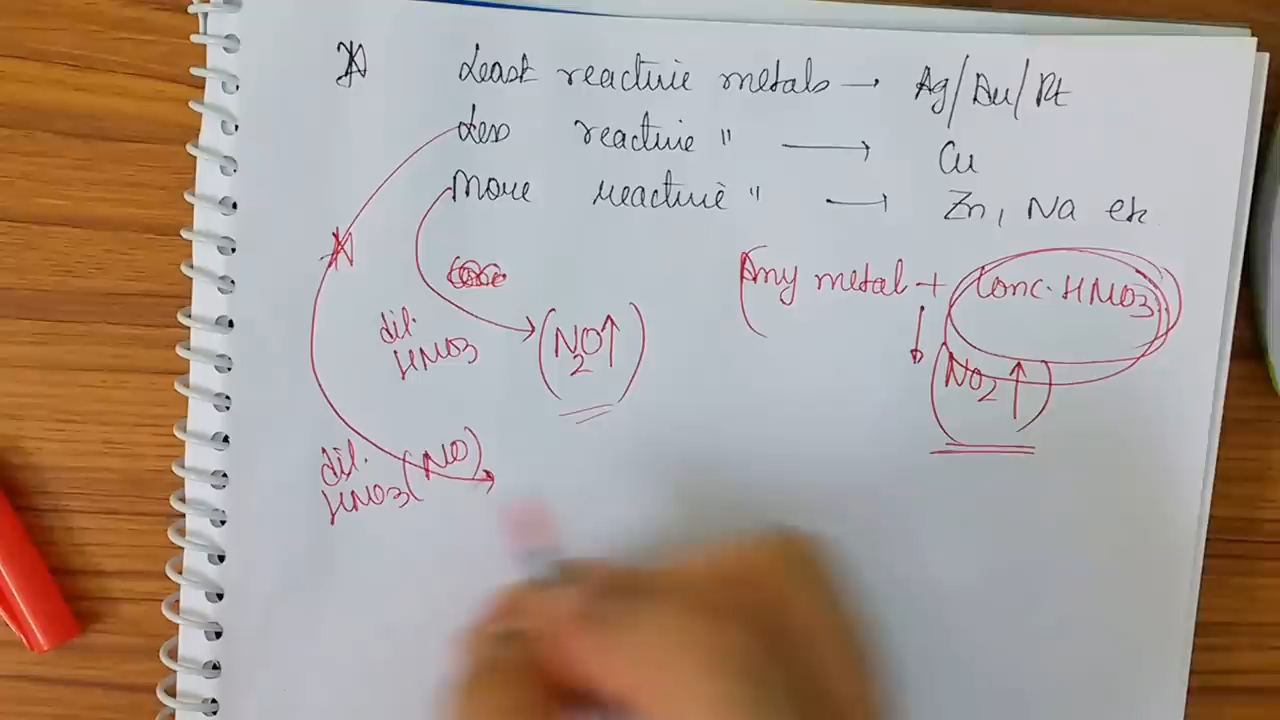 Least reactive metals → Ag/Au/Pt
Less reactive " → Cu
More reactive " → Zn, Na etc
Any metal + Conc. HNO3
dil. HNO3 (N2O↑)
NO2↑
dil. HNO3 (NO)